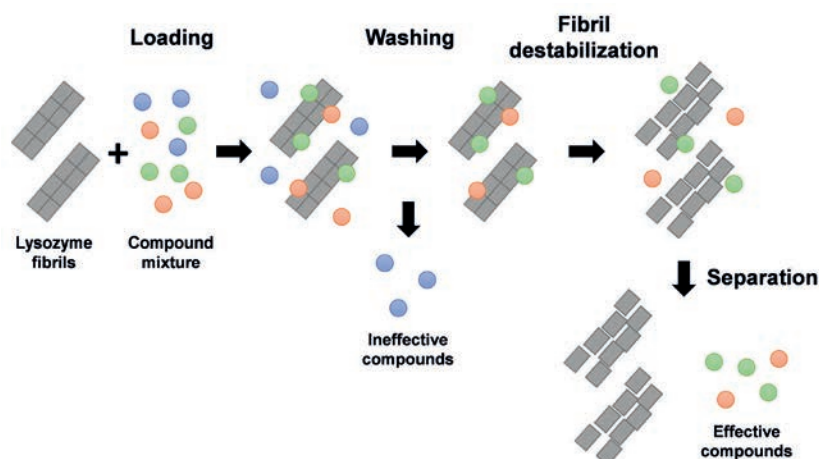 Loading
Washing
Fibril
destabilization
+
Lysozyme
fibrils
Compound
mixture
Ineffective
compounds
Separation
Effective
compounds